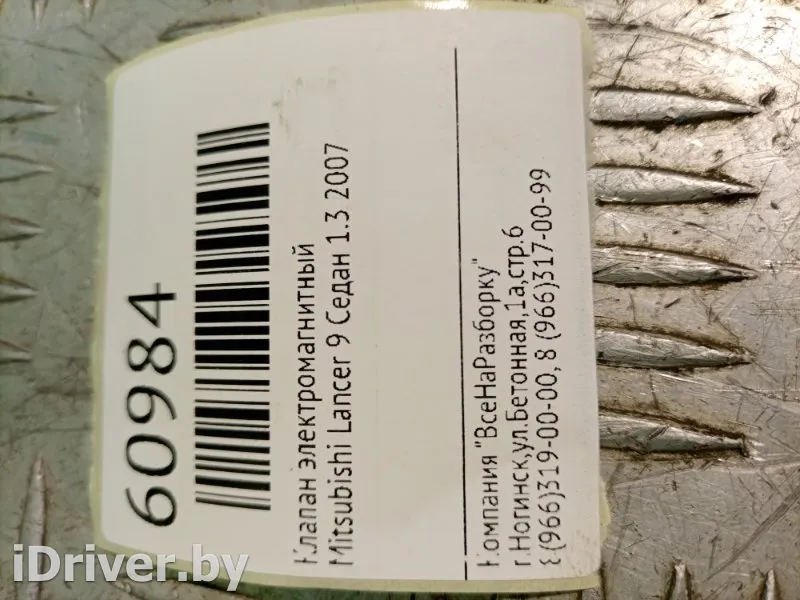 60984
Клапан электромагнитный
Mitsubishi Lancer 9 Седан 1.3 2007
Компания "ВсеНаРазборку"
г.Ногинск,ул.Бетонная,1а,стр.6
8(966)319-00-00, 8 (966)317-00-99
iDriver.by